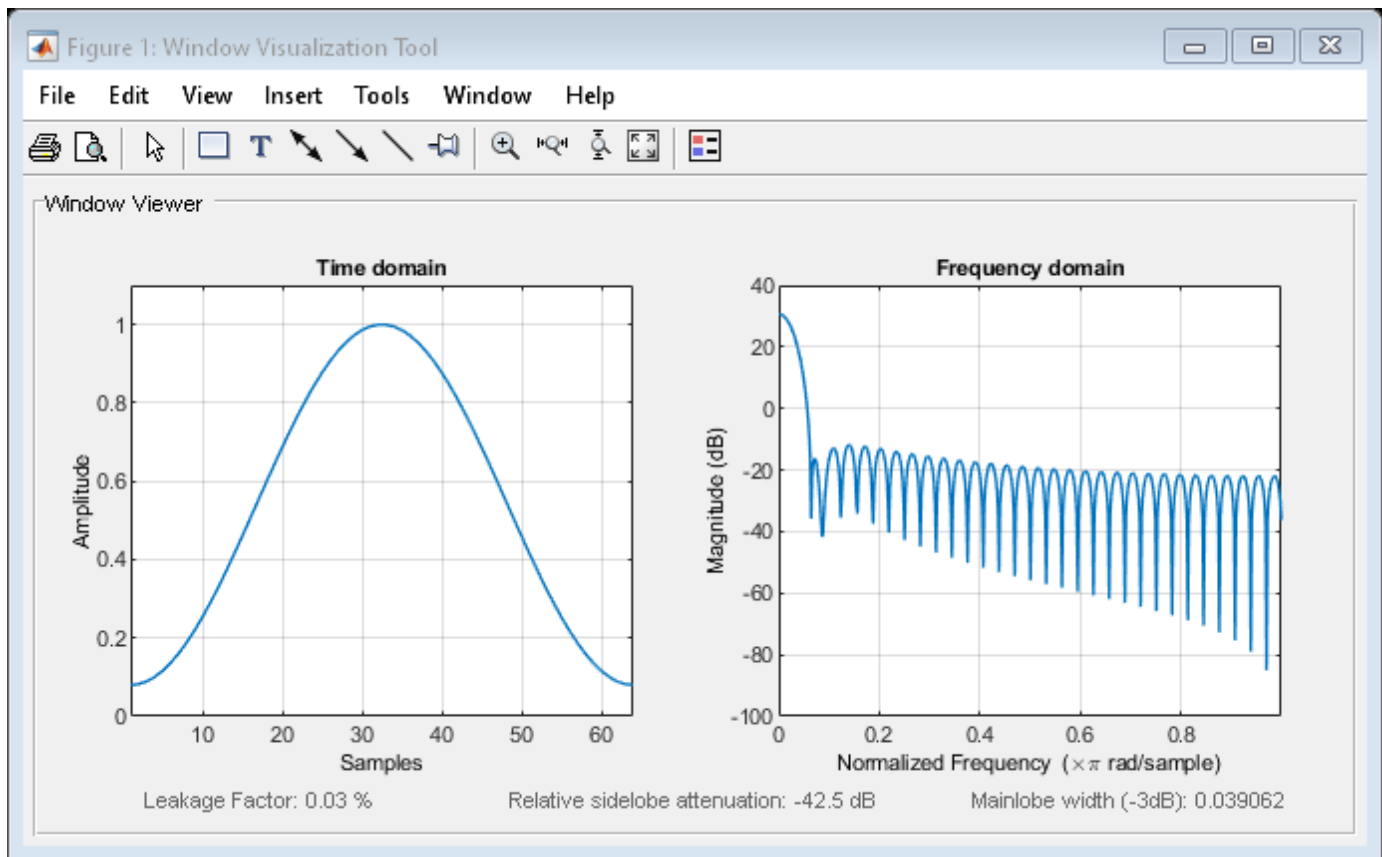 Figure 1: Window Visualization Tool
File Edit View Insert Tools Window Help
T
Window Viewer
Time domain
Amplitude
1
0.8
0.6
0.4
0.2
0
10 20 30 40 50 60
Samples
Frequency domain
Magnitude (dB)
40
20
0
-20
-40
-60
-80
-100
0 0.2 0.4 0.6 0.8
Normalized Frequency (×π rad/sample)
Leakage Factor: 0.03 % Relative sidelobe attenuation: -42.5 dB Mainlobe width (-3dB): 0.039062